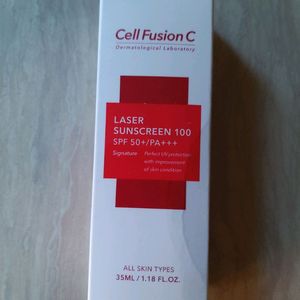 Cell Fusion C
Dermatological Laboratory
LASER
SUNSCREEN 100
SPF 50+/PA+++
Signature Perfect UV protection
with improvement
of skin condition
ALL SKIN TYPES
35ML / 1.18 FL.OZ.